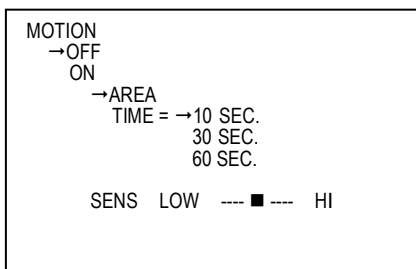 MOTION
→OFF
ON
→AREA
TIME = →10 SEC.
30 SEC.
60 SEC.
SENS LOW ---- ■ ---- HI